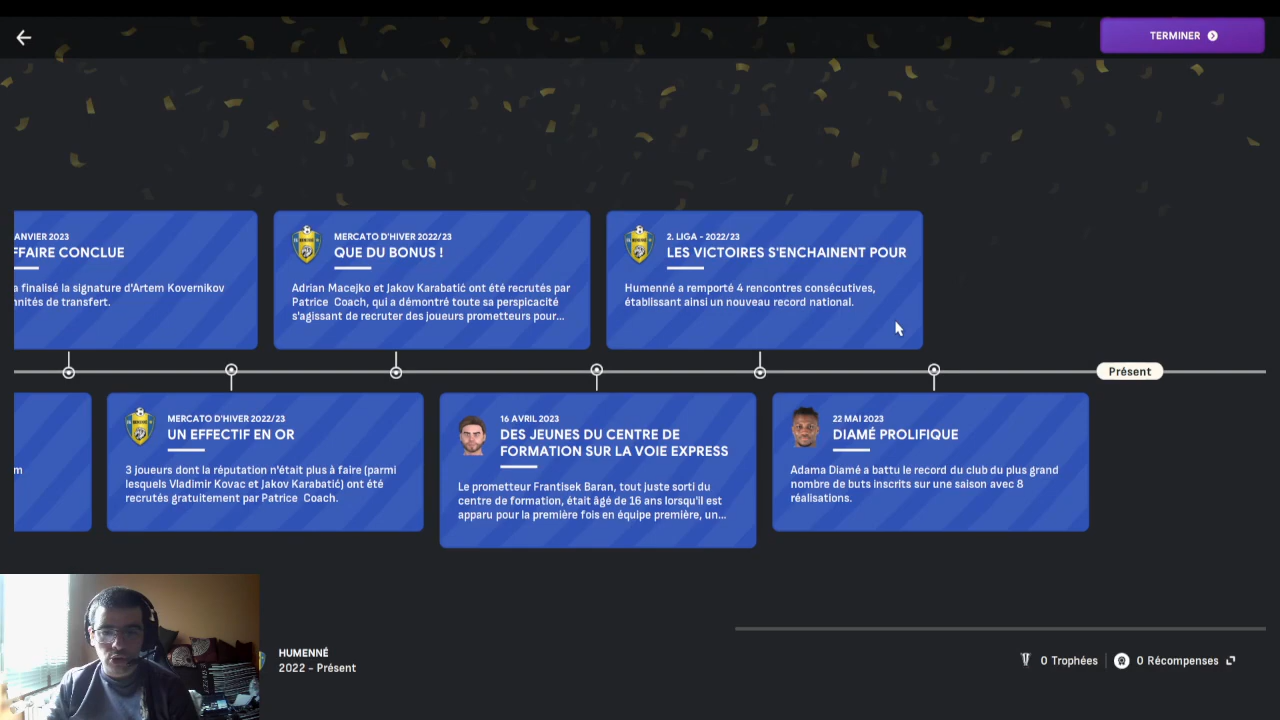 TERMINER
ANVIER 2023
FFAIRE CONCLUE
a finalisé la signature d'Artem Kovernikov
nnités de transfert.
MERCATO D'HIVER 2022/23
QUE DU BONUS !
Adrian Macejko et Jakov Karabatić ont été recrutés par
Patrice Coach, qui a démontré toute sa perspicacité
s'agissant de recruter des joueurs prometteurs pour...
2. LIGA - 2022/23
LES VICTOIRES S'ENCHAINENT POUR
Humenné a remporté 4 rencontres consécutives,
établissant ainsi un nouveau record national.
Présent
m
MERCATO D'HIVER 2022/23
UN EFFECTIF EN OR
3 joueurs dont la réputation n'était plus à faire (parmi
lesquels Vladimir Kovac et Jakov Karabatić) ont été
recrutés gratuitement par Patrice Coach.
16 AVRIL 2023
DES JEUNES DU CENTRE DE
FORMATION SUR LA VOIE EXPRESS
Le prometteur Frantisek Baran, tout juste sorti du
centre de formation, était âgé de 16 ans lorsqu'il est
apparu pour la première fois en équipe première, un...
22 MAI 2023
DIAMÉ PROLIFIQUE
Adama Diamé a battu le record du club du plus grand
nombre de buts inscrits sur une saison avec 8
réalisations.
HUMENNÉ
2022 - Présent
0 Trophées
0 Récompenses